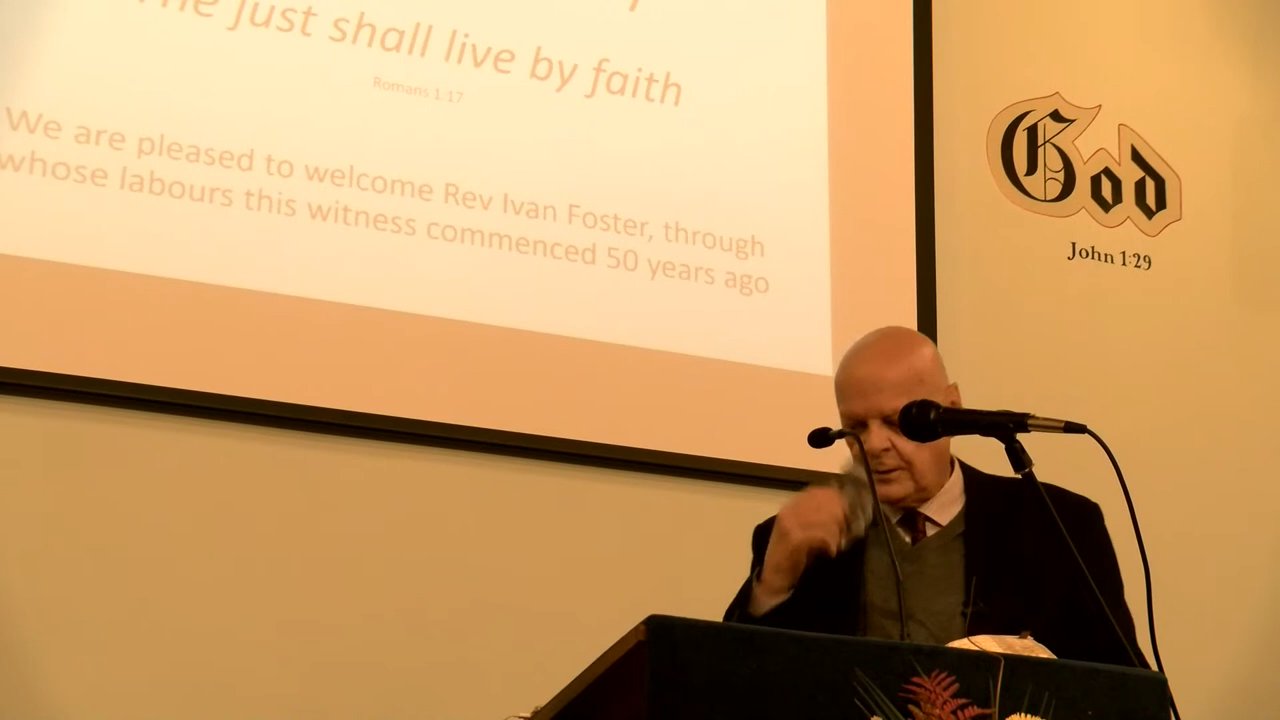 The just shall live by faith
Romans 1.17
We are pleased to welcome Rev Ivan Foster, through
whose labours this witness commenced 50 years ago
God
John 1:29